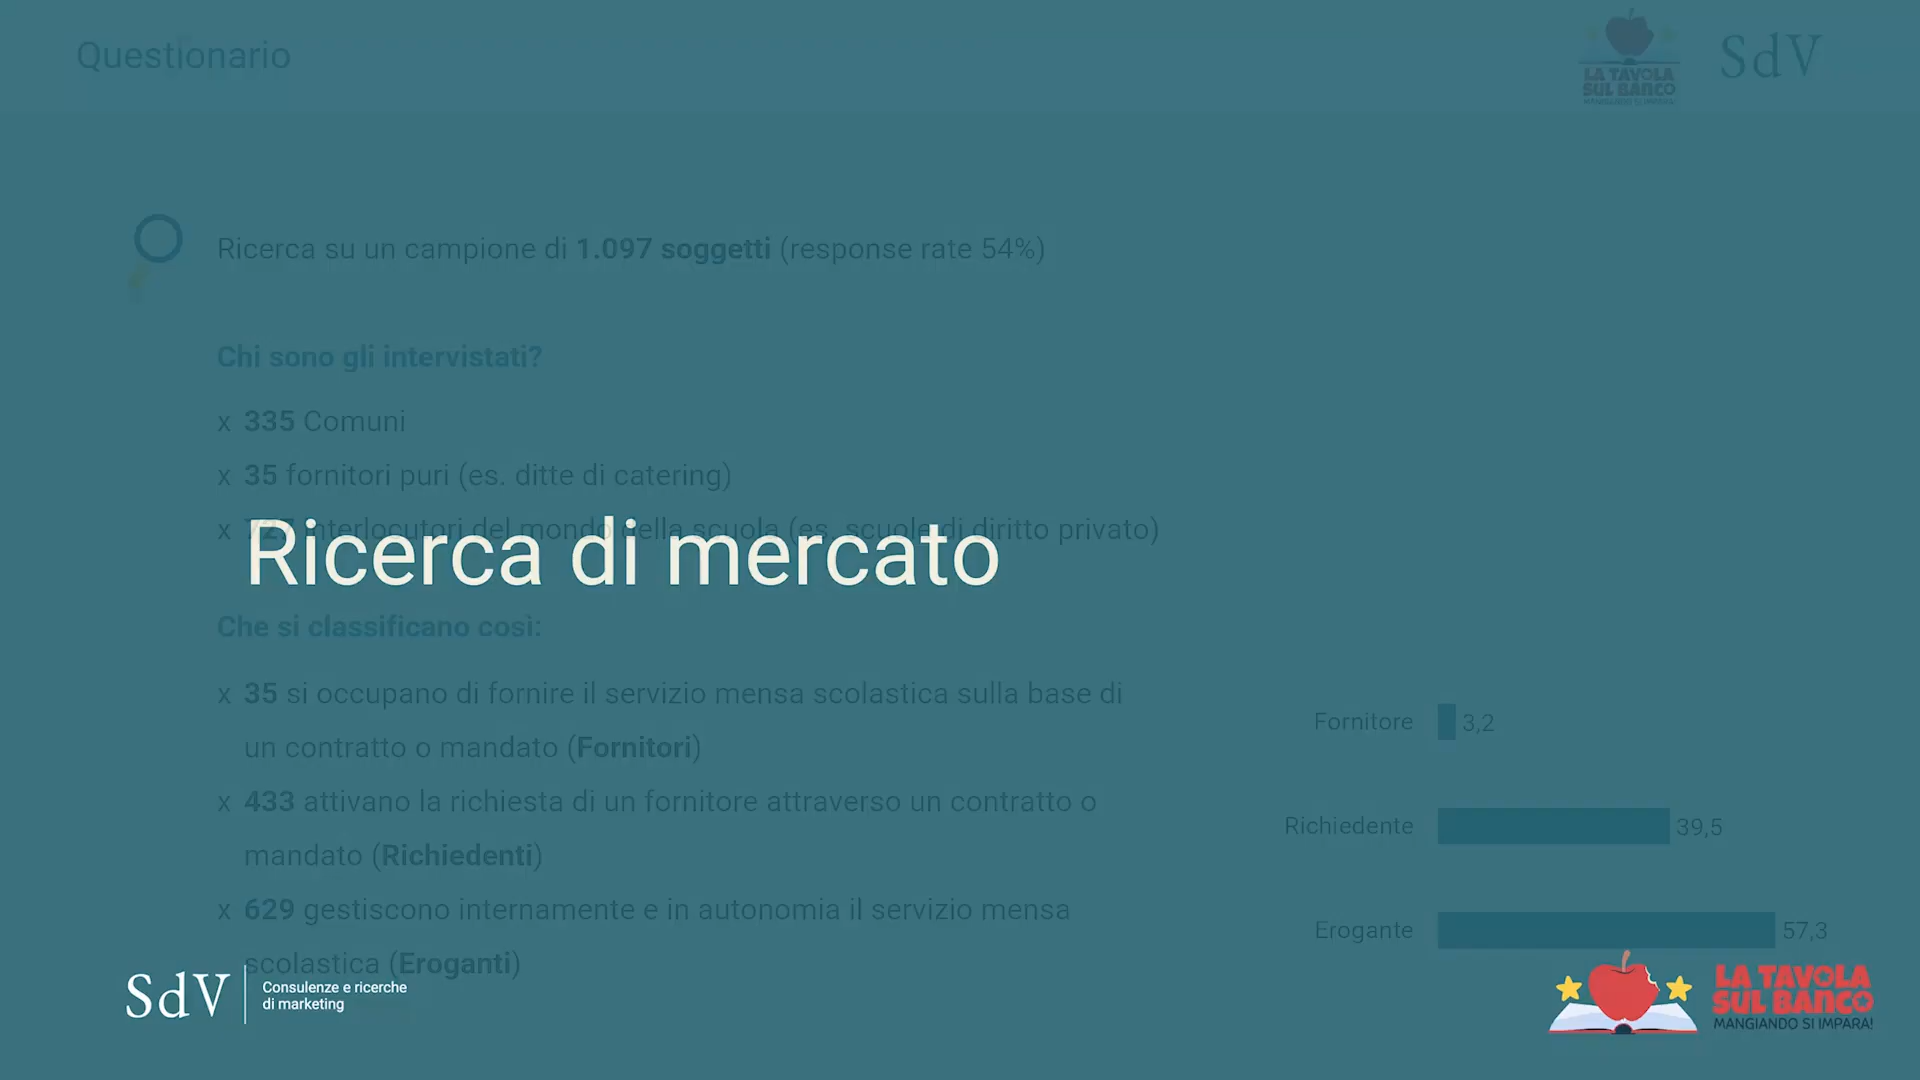 Questionario
LA TAVOLA
SUL BANCO
MANGIANDO SI IMPARA!
SdV
Ricerca su un campione di 1.097 soggetti (response rate 54%)
Chi sono gli intervistati?
x 335 Comuni
x 35 fornitori puri (es. ditte di catering)
x 727 interlocutori del mondo della scuola (es. scuole di diritto privato)
Ricerca di mercato
Che si classificano così:
x 35 si occupano di fornire il servizio mensa scolastica sulla base di
un contratto o mandato (Fornitori)
x 433 attivano la richiesta di un fornitore attraverso un contratto o
mandato (Richiedenti)
x 629 gestiscono internamente e in autonomia il servizio mensa
scolastica (Eroganti)
Fornitore 3,2
Richiedente 39,5
Erogante 57,3
SdV
Consulenze e ricerche
di marketing
LA TAVOLA
SUL BANCO
MANGIANDO SI IMPARA!